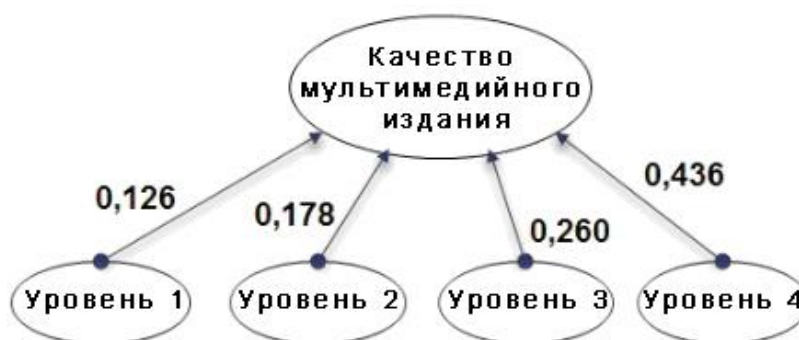 Качество
мультимедийного
издания
0,126
0,178
0,260
0,436
Уровень 1
Уровень 2
Уровень 3
Уровень 4